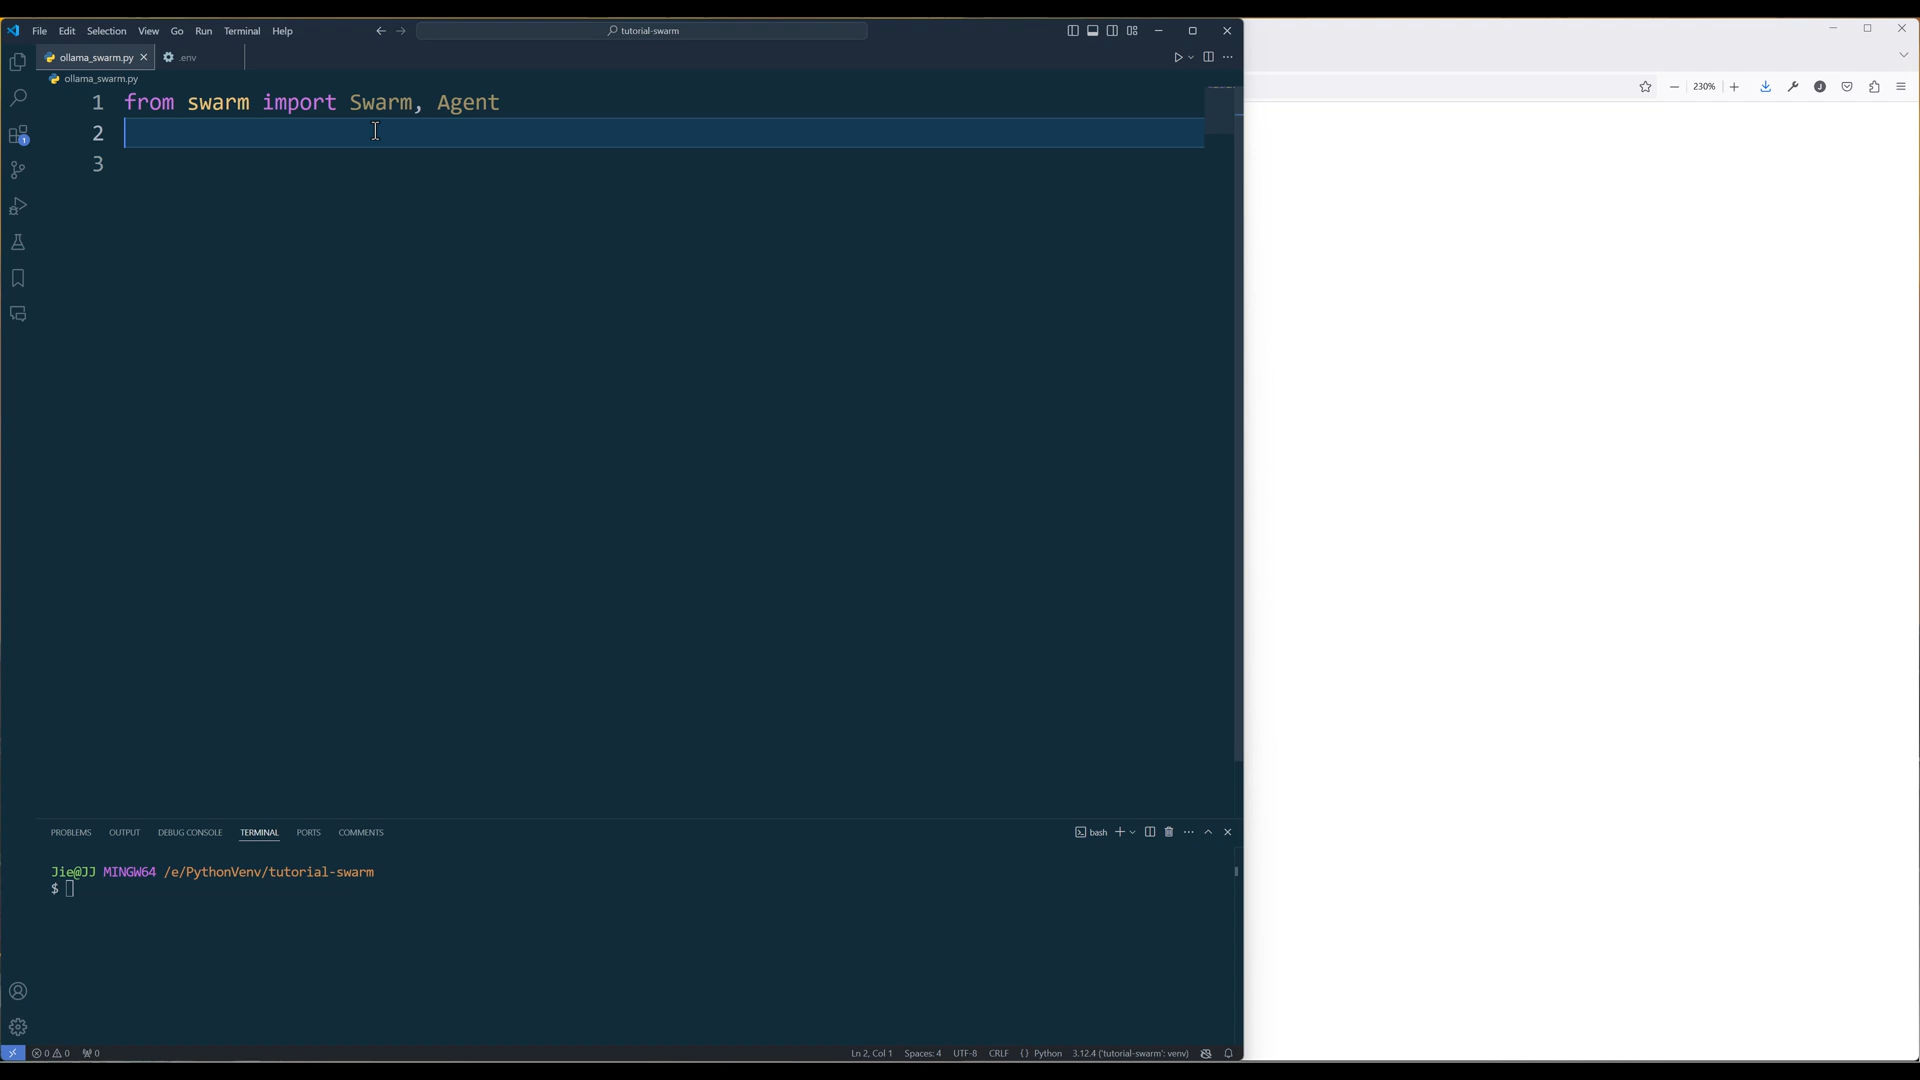 File Edit Selection View Go Run Terminal Help
tutorial-swarm
ollama_swarm.py
.env
ollama_swarm.py
230%
1 from swarm import Swarm, Agent
2
3
1
PROBLEMS OUTPUT DEBUG CONSOLE TERMINAL PORTS COMMENTS
bash
Jie@JJ MINGW64 /e/PythonVenv/tutorial-swarm
$
0 0 0
Ln 2, Col 1 Spaces: 4 UTF-8 CRLF {} Python 3.12.4 ('tutorial-swarm': venv)
J